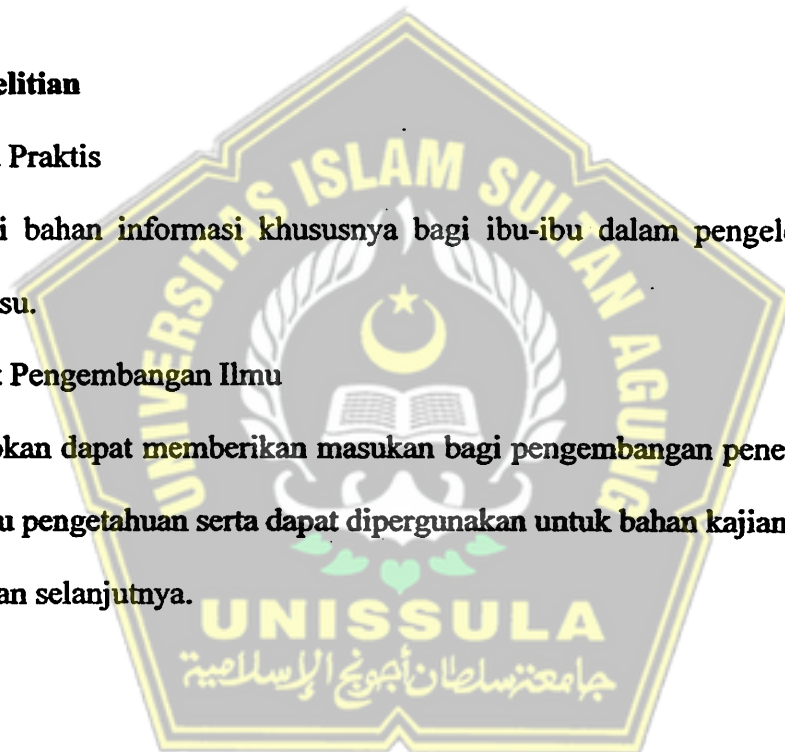 elitian
Praktis
i bahan informasi khususnya bagi ibu-ibu dalam pengel
su.
Pengembangan Ilmu
kan dapat memberikan masukan bagi pengembangan pene
u pengetahuan serta dapat dipergunakan untuk bahan kajian
an selanjutnya.
UNIVERSITAS ISLAM SULTAN AGUNG
UNISSULA
جامعة سلطان أجونج الإسلامية